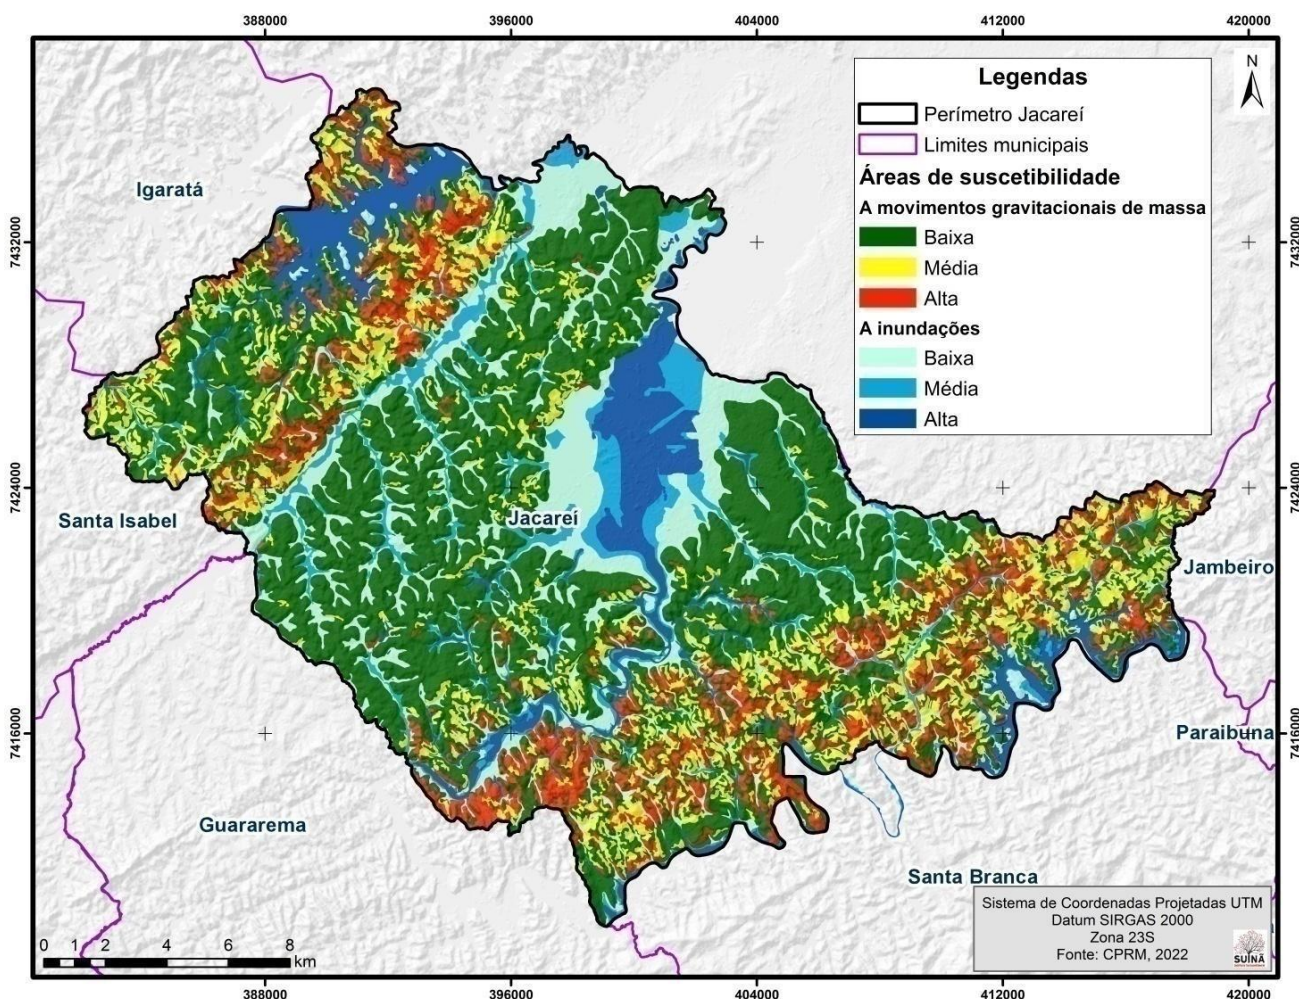 388000 396000 404000 412000 420000
N
Legendas
Perímetro Jacareí
Limites municipais
Áreas de suscetibilidade
A movimentos gravitacionais de massa
Baixa
Média
Alta
A inundações
Baixa
Média
Alta
Igaratá
7432000 7432000
7424000 7424000
Santa Isabel
Jacareí
Jambeiro
7416000 7416000
Paraibuna
Guararema
Santa Branca
Sistema de Coordenadas Projetadas UTM
Datum SIRGAS 2000
Zona 23S
Fonte: CPRM, 2022
SUINÃ
0 1 2 4 6 8
km
388000 396000 404000 412000 420000